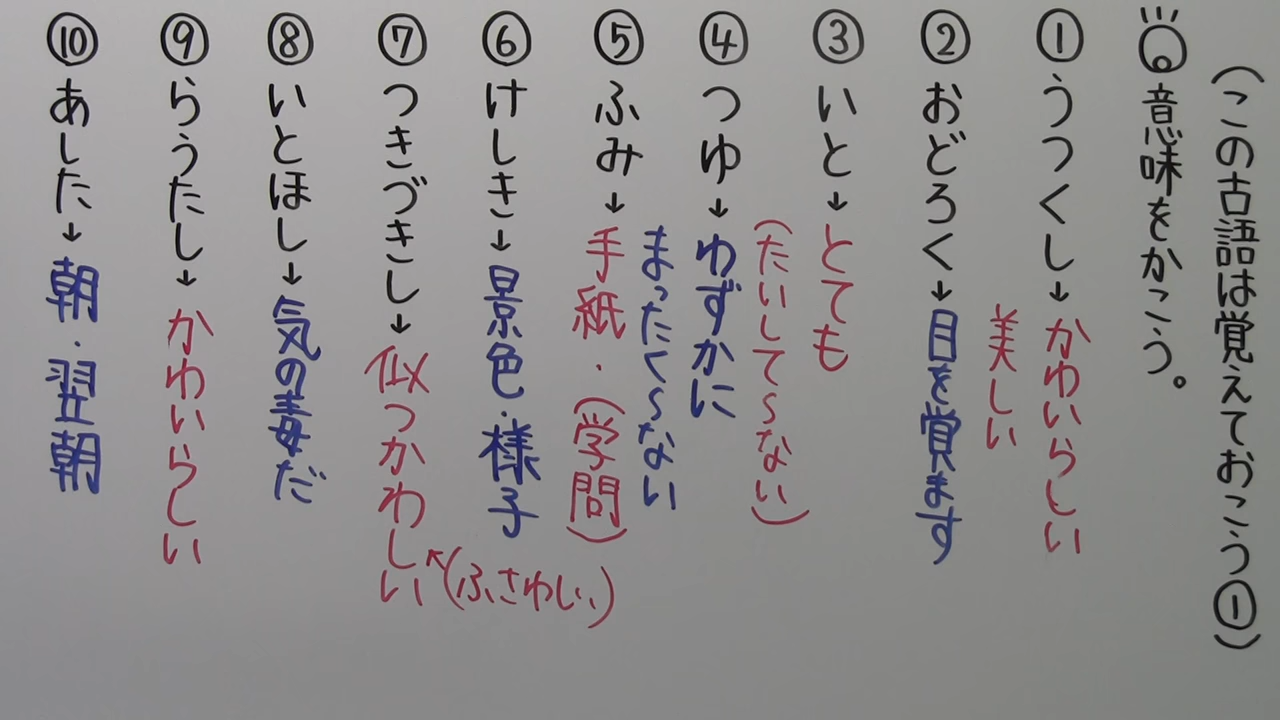 (この古語は覚えておこう①)
意味をかこう。
①うつくし→かわいらしい
美しい
②おどろく→目を覚ます
③いと→とても
(たいして～ない)
④つゆ→わずかに
まったく～ない
⑤ふみ→手紙・(学問)
⑥けしき→景色・様子
⑦つきづきし→似つかわしい
(ふさわしい)
⑧いとほし→気の毒だ
⑨らうたし→かわいらしい
⑩あした→朝・翌朝